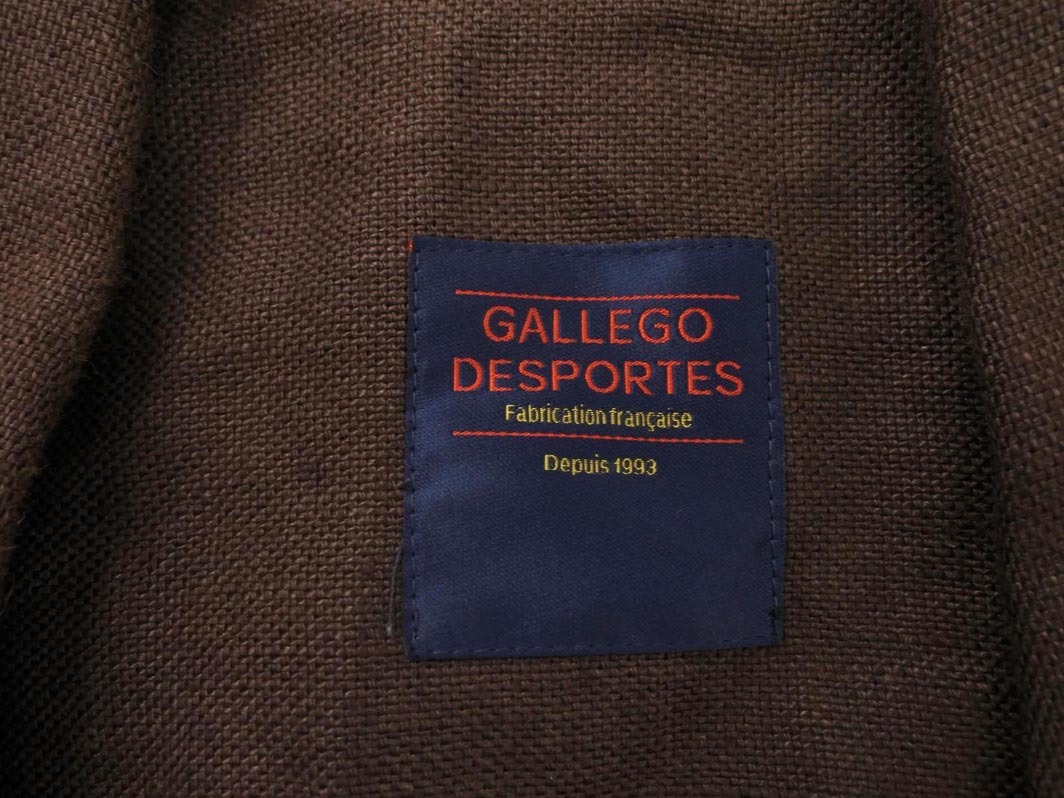 GALLEGO
DESPORTES
Fabrication française
Depuis 1993